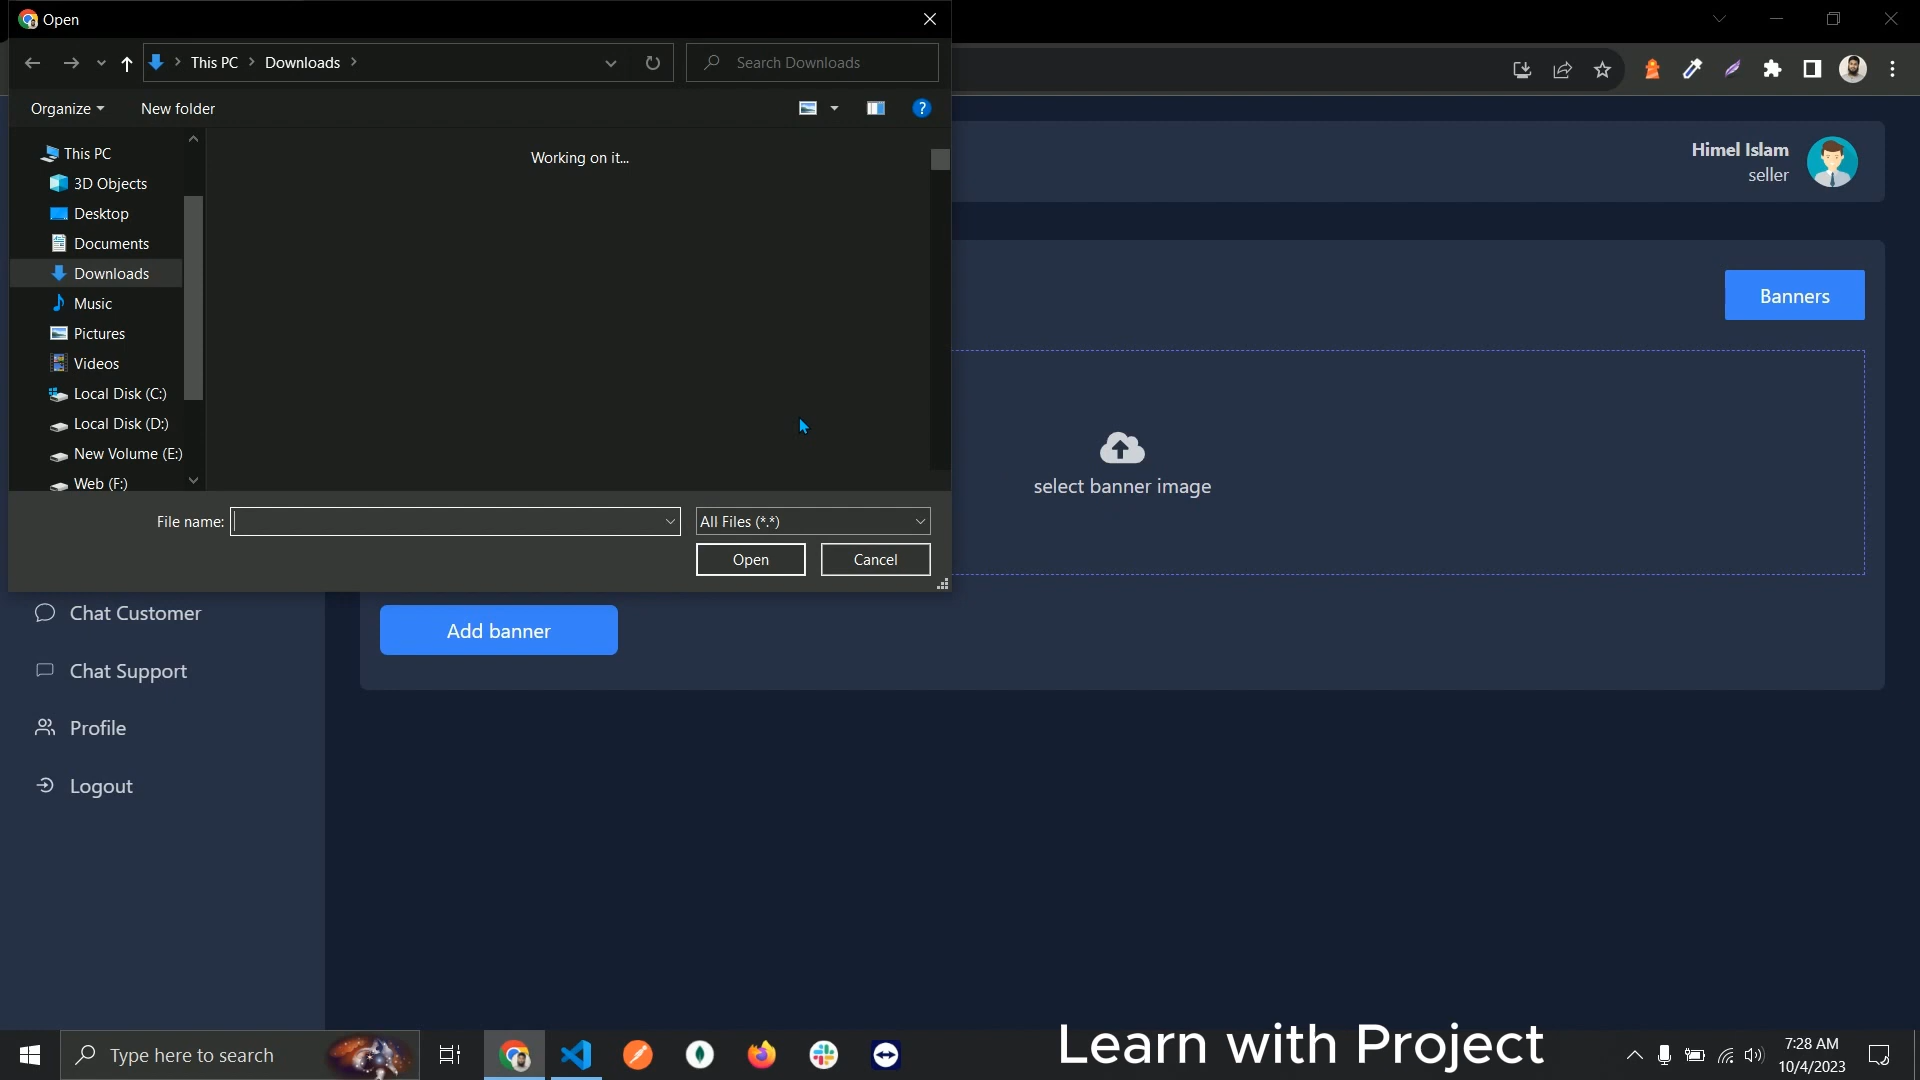 Open
This PC
Downloads
Search Downloads
Organize
New folder
This PC
3D Objects
Desktop
Documents
Downloads
Music
Pictures
Videos
Local Disk (C:)
Local Disk (D:)
New Volume (E:)
Web (F:)
Working on it...
File name:
All Files (*.*)
Open
Cancel
Himel Islam
seller
Banners
select banner image
Add banner
Chat Customer
Chat Support
Profile
Logout
Learn with Project
Type here to search
7:28 AM
10/4/2023